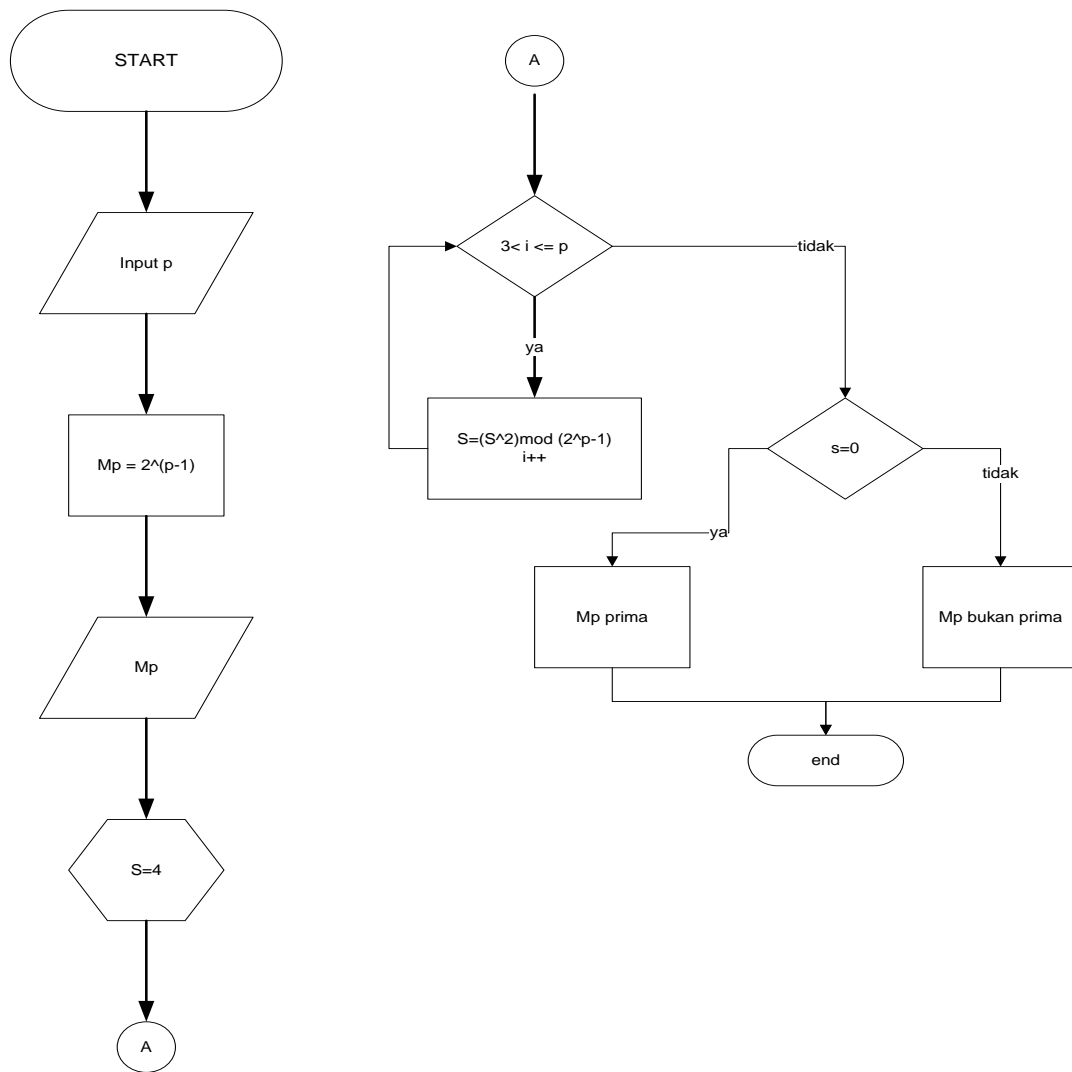 START
Input p
Mp = 2^(p-1)
Mp
S=4
A
A
3< i <= p
tidak
ya
S=(S^2)mod (2^p-1)
i++
s=0
tidak
ya
Mp prima
Mp bukan prima
end